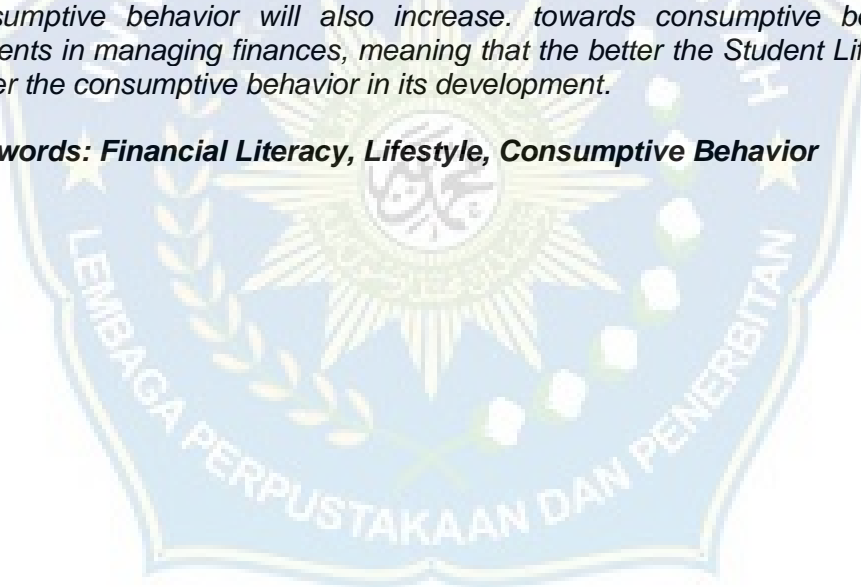 sumptive behavior will also increase. towards consumptive be
ents in managing finances, meaning that the better the Student Lif
er the consumptive behavior in its development.
words: Financial Literacy, Lifestyle, Consumptive Behavior
LEMBAGA PERPUSTAKAAN DAN PENERBITAN